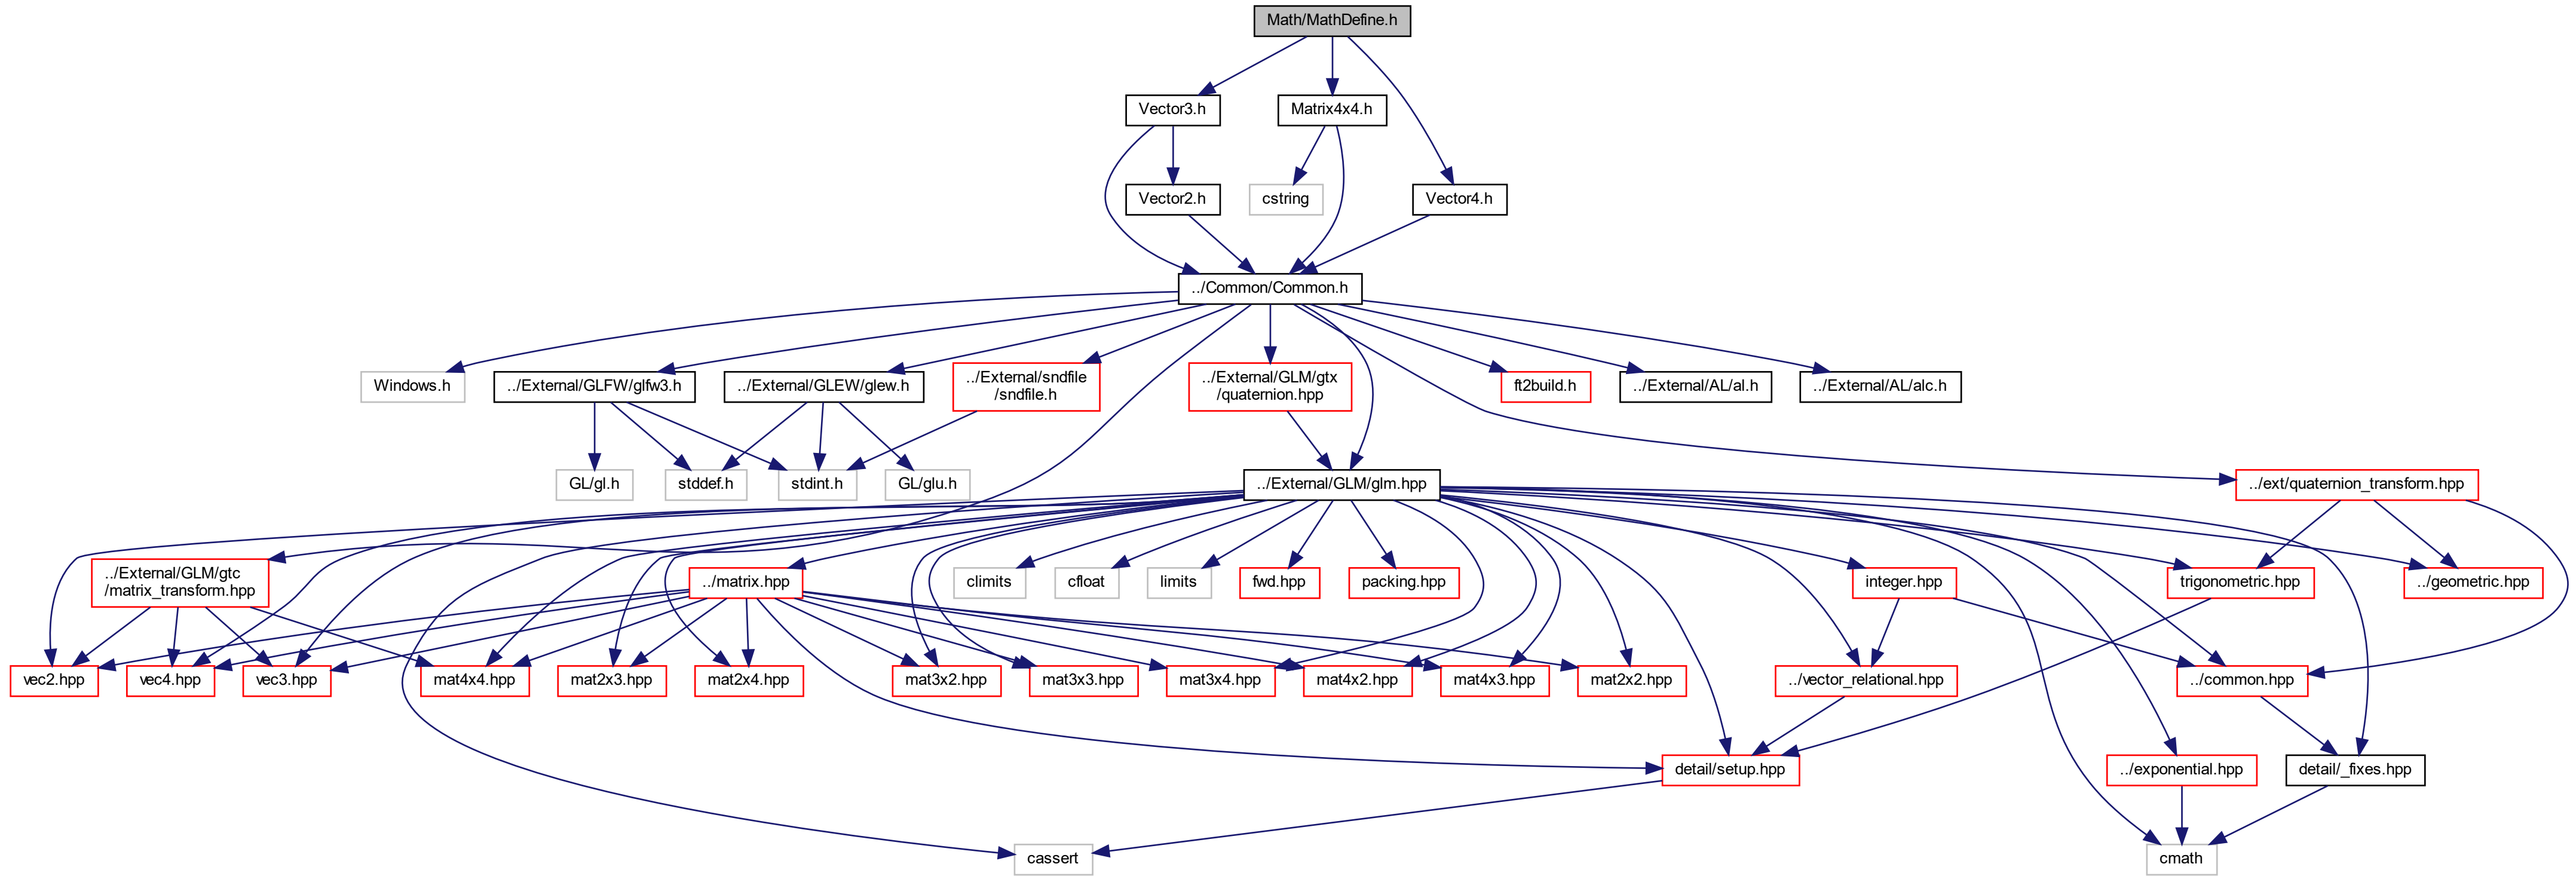 Math/MathDefine.h
Vector3.h
Matrix4x4.h
Vector2.h
cstring
Vector4.h
../Common/Common.h
Windows.h
../External/GLFW/glfw3.h
../External/GLEW/glew.h
../External/sndfile
/sndfile.h
../External/GLM/gtx
/quaternion.hpp
ft2build.h
../External/AL/al.h
../External/AL/alc.h
GL/gl.h
stddef.h
stdint.h
GL/glu.h
../External/GLM/glm.hpp
../ext/quaternion_transform.hpp
../External/GLM/gtc
/matrix_transform.hpp
../matrix.hpp
climits
cfloat
limits
fwd.hpp
packing.hpp
integer.hpp
trigonometric.hpp
../geometric.hpp
vec2.hpp
vec4.hpp
vec3.hpp
mat4x4.hpp
mat2x3.hpp
mat2x4.hpp
mat3x2.hpp
mat3x3.hpp
mat3x4.hpp
mat4x2.hpp
mat4x3.hpp
mat2x2.hpp
../vector_relational.hpp
../common.hpp
detail/setup.hpp
../exponential.hpp
detail/_fixes.hpp
cassert
cmath